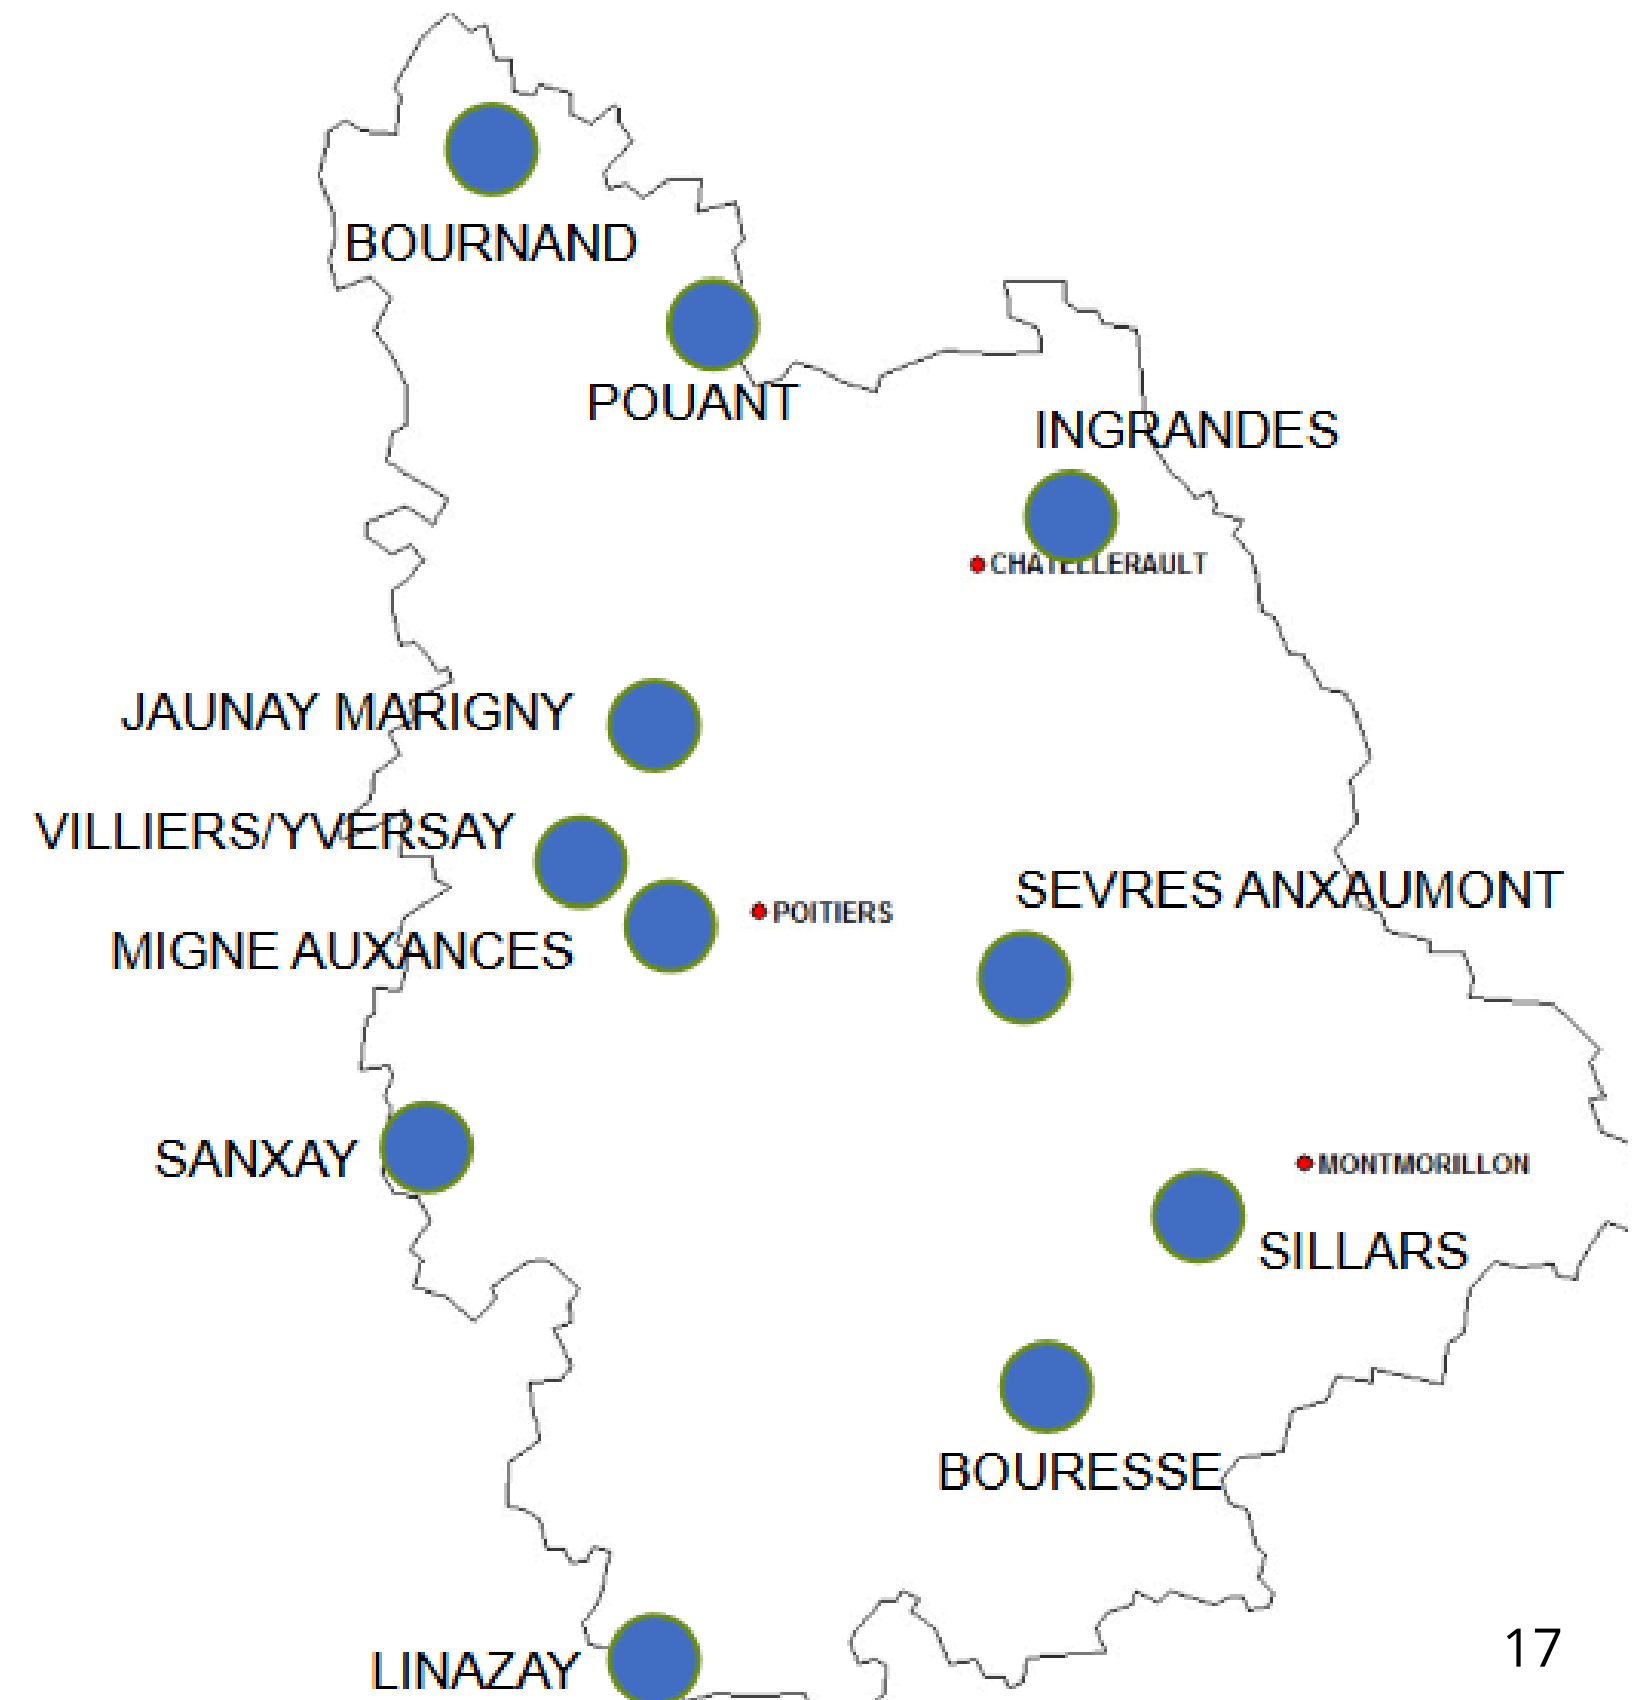 BOURNAND
POUANT
INGRANDES
CHATELLERAULT
JAUNAY MARIGNY
VILLIERS/YVERSAY
SEVRES ANXAUMONT
POITIERS
MIGNE AUXANCES
SANXAY
MONTMORILLON
SILLARS
BOURESSE
LINAZAY
17